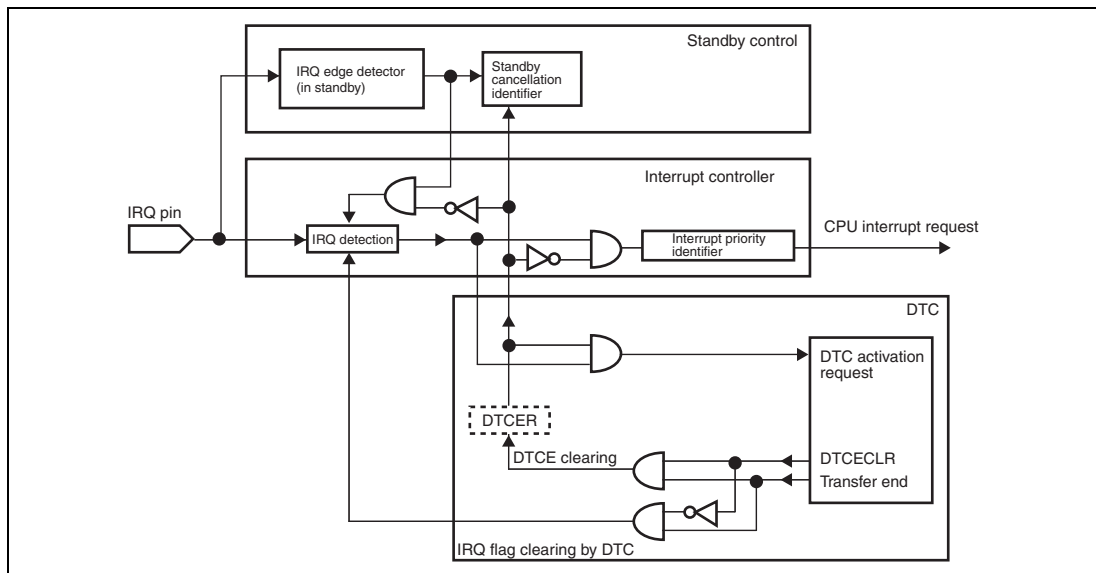 Standby control
IRQ edge detector
(in standby)
Standby
cancellation
identifier
Interrupt controller
IRQ pin
IRQ detection
Interrupt priority
identifier
CPU interrupt request
DTC
DTC activation
request
DTCER
DTCE clearing
DTCECLR
Transfer end
IRQ flag clearing by DTC